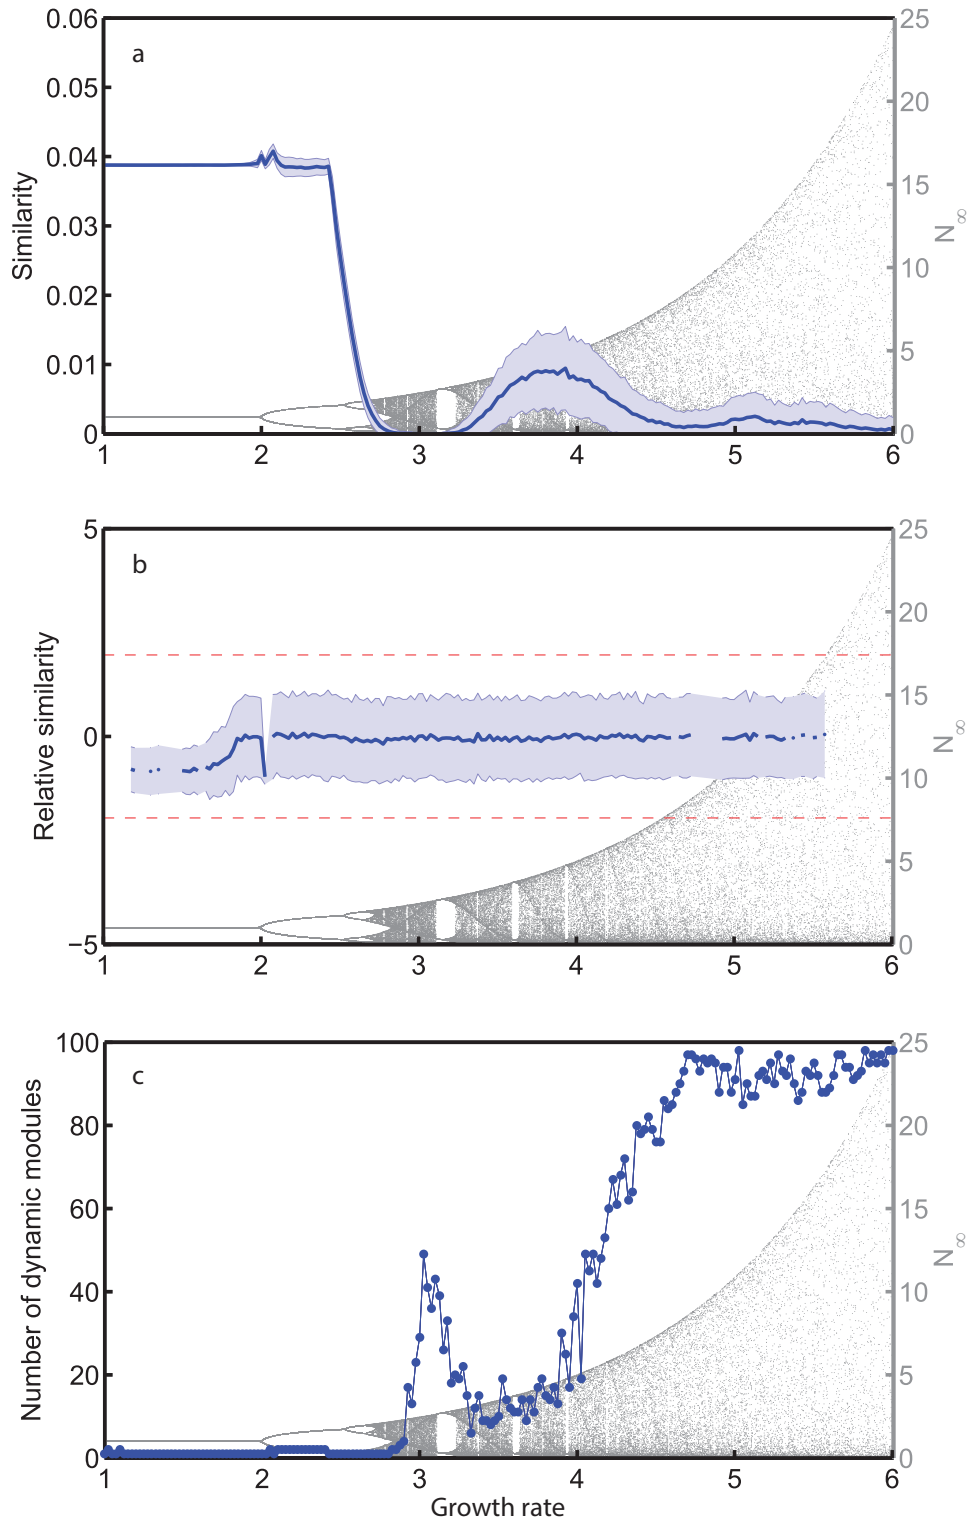 a
0.06
0.05
0.04
0.03
0.02
0.01
0
Similarity
25
20
15
10
5
0
N∞
1 2 3 4 5 6
b
5
0
−5
Relative similarity
25
20
15
10
5
0
N∞
1 2 3 4 5 6
c
100
80
60
40
20
0
Number of dynamic modules
25
20
15
10
5
0
N∞
1 2 3 4 5 6
Growth rate